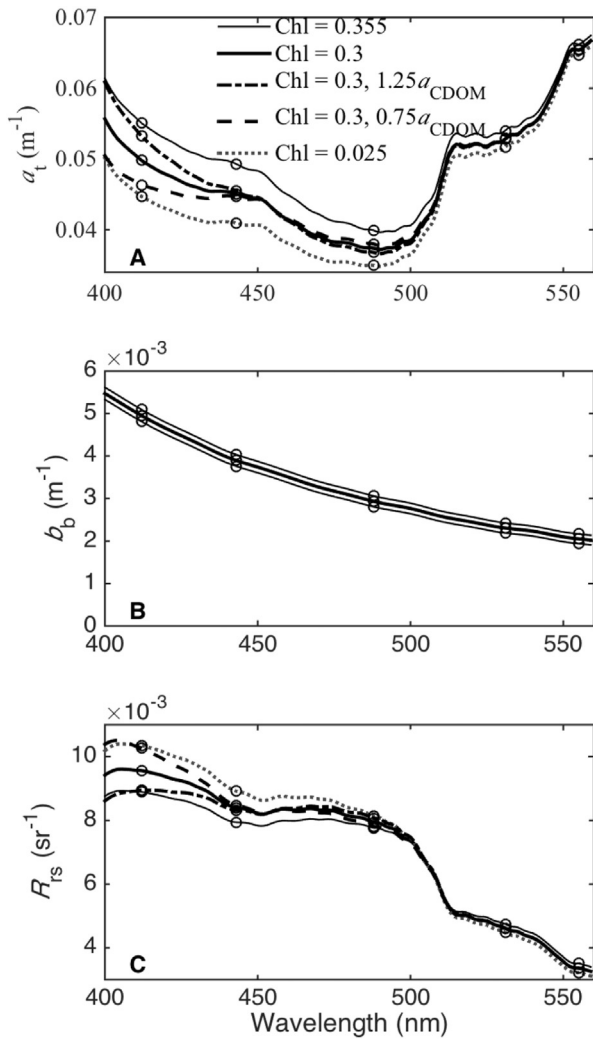 0.07
0.06
0.05
0.04
a_t (m^-1)
Chl = 0.355
Chl = 0.3
Chl = 0.3, 1.25a_CDOM
Chl = 0.3, 0.75a_CDOM
Chl = 0.025
A
400 450 500 550
×10^-3
6
5
4
3
2
1
0
b_b (m^-1)
B
400 450 500 550
×10^-3
10
8
6
4
R_rs (sr^-1)
C
400 450 500 550
Wavelength (nm)